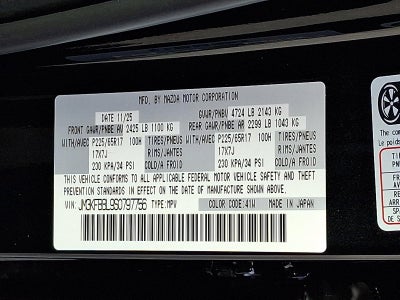 MFD. BY MAZDA MOTOR CORPORATION
DATE 11/25 GVWR/PNBV 4724 LB 2143 KG
FRONT GAWR/PNBE AV 2425 LB 1100 KG REAR GAWR/PNBE AR 2299 LB 1043 KG
WITH/AVEC P225/65R17 100H TIRES/PNEUS WITH/AVEC P225/65R17 100H TIRES/PNEUS
17X7J RIMS/JANTES 17X7J RIMS/JANTES
230 KPA/34 PSI COLD/A FROID 230 KPA/34 PSI COLD/A FROID
THIS VEHICLE CONFORMS TO ALL APPLICABLE FEDERAL MOTOR VEHICLE SAFETY AND THEFT
PREVENTION STANDARDS IN EFFECT ON THE DATE OF MANUFACTURE SHOWN ABOVE.
VIN: JM3KFBBL9S0797756 TYPE:MPV COLOR CODE:41W MADE IN JAPAN
The com
Le poids